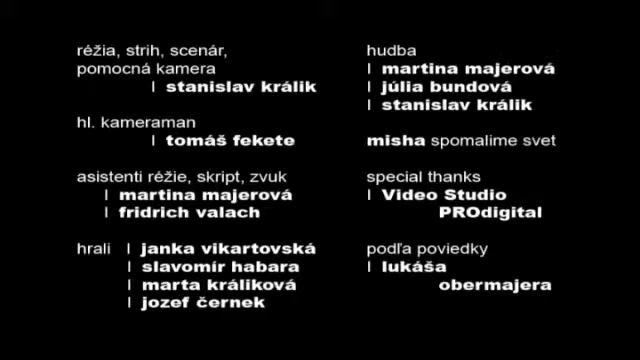 réžia, strih, scenár,
pomocná kamera
| stanislav králik
hl. kameraman
| tomáš fekete
asistenti réžie, skript, zvuk
| martina majerová
| fridrich valach
hrali | janka vikartovská
| slavomír habara
| marta králiková
| jozef černek
hudba
| martina majerová
| júlia bundová
| stanislav králik
misha spomalime svet
special thanks
| Video Studio
PROdigital
podľa poviedky
| lukáša
obermajera